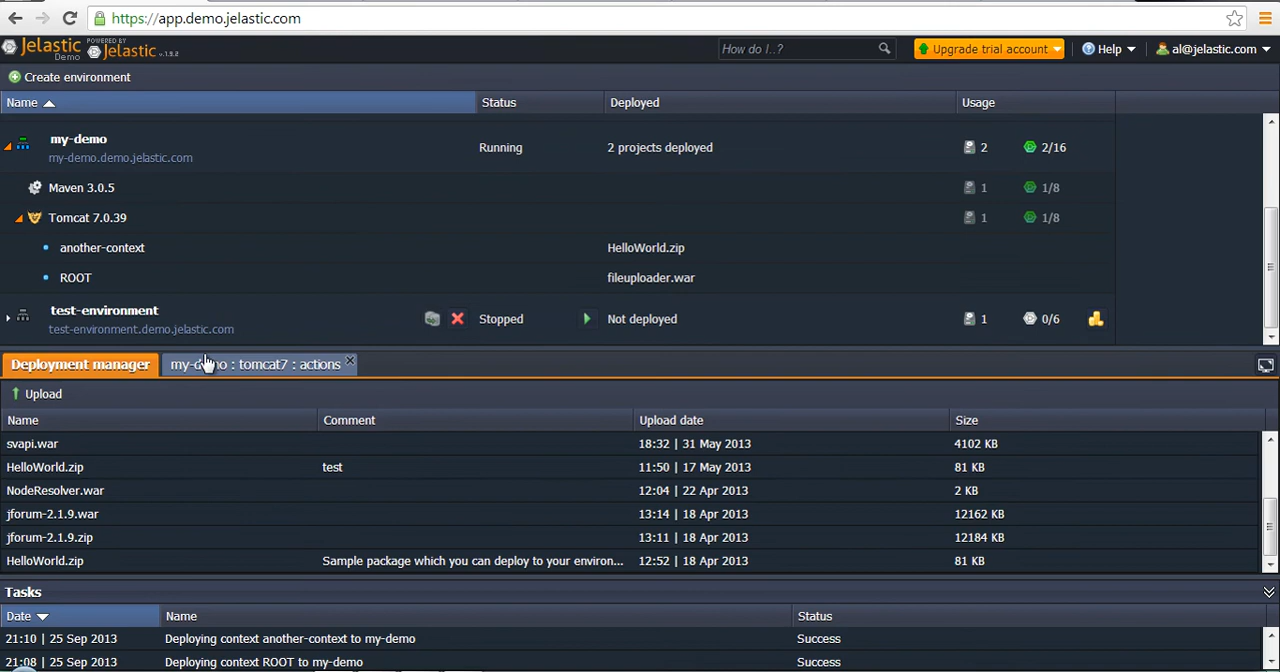 https://app.demo.jelastic.com
Jelastic Demo POWERED BY Jelastic v.1.9.2 How do I..? Upgrade trial account Help al@jelastic.com
Create environment
Name Status Deployed Usage
my-demo
my-demo.demo.jelastic.com Running 2 projects deployed 2 2/16
Maven 3.0.5 1 1/8
Tomcat 7.0.39 1 1/8
another-context HelloWorld.zip
ROOT fileuploader.war
test-environment
test-environment.demo.jelastic.com Stopped Not deployed 1 0/6
Deployment manager my-demo : tomcat7 : actions
Upload
Name Comment Upload date Size
svapi.war 18:32 | 31 May 2013 4102 KB
HelloWorld.zip test 11:50 | 17 May 2013 81 KB
NodeResolver.war 12:04 | 22 Apr 2013 2 KB
jforum-2.1.9.war 13:14 | 18 Apr 2013 12162 KB
jforum-2.1.9.zip 13:11 | 18 Apr 2013 12184 KB
HelloWorld.zip Sample package which you can deploy to your environ... 12:52 | 18 Apr 2013 81 KB
Tasks
Date Name Status
21:10 | 25 Sep 2013 Deploying context another-context to my-demo Success
21:08 | 25 Sep 2013 Deploying context ROOT to my-demo Success